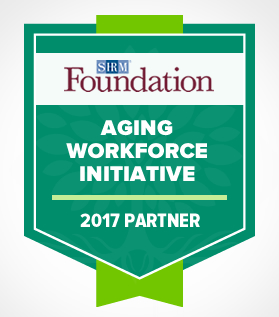 SHRM
Foundation
AGING
WORKFORCE
INITIATIVE
2017 PARTNER